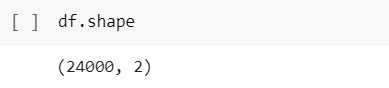 [ ] df.shape
(24000, 2)